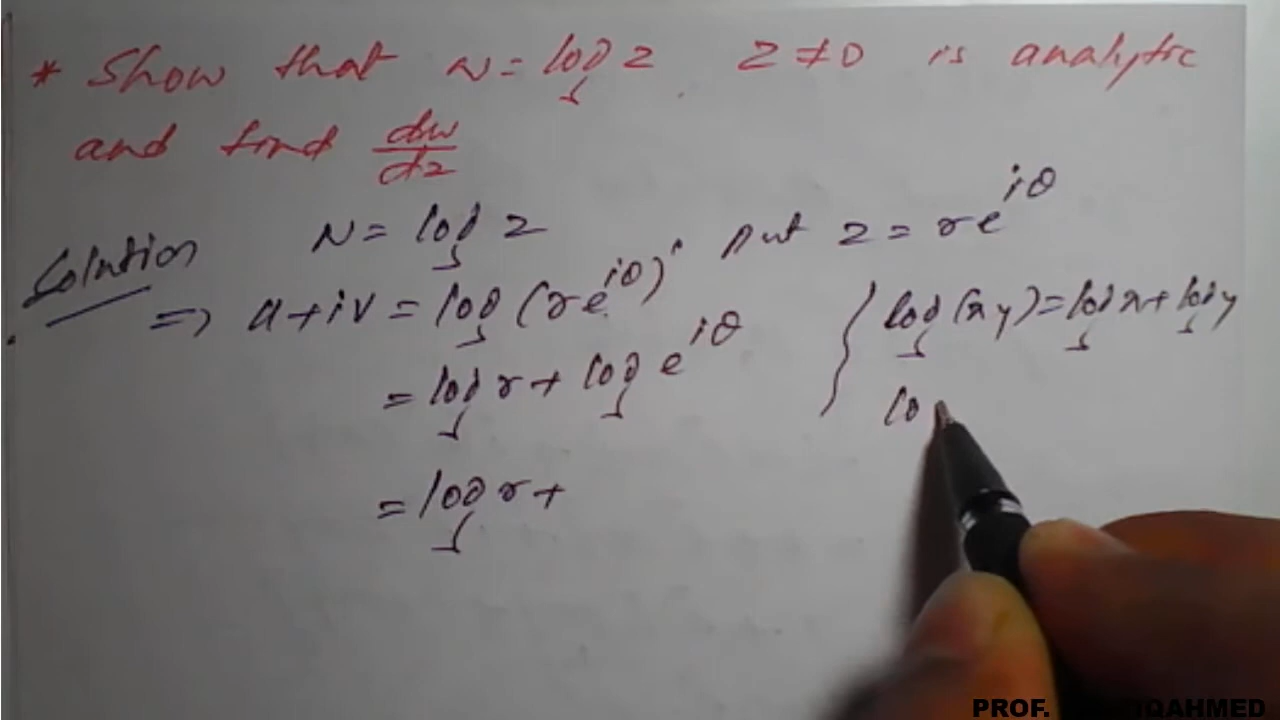 * Show that w = log z z ≠ 0 is analytic
and find dw/dz
Solution w = log z put z = re^{iθ}
=> u + iv = log (re^{iθ})
= log r + log e^{iθ}
{ log (xy) = log x + log y
lo
= log r +
PROF.